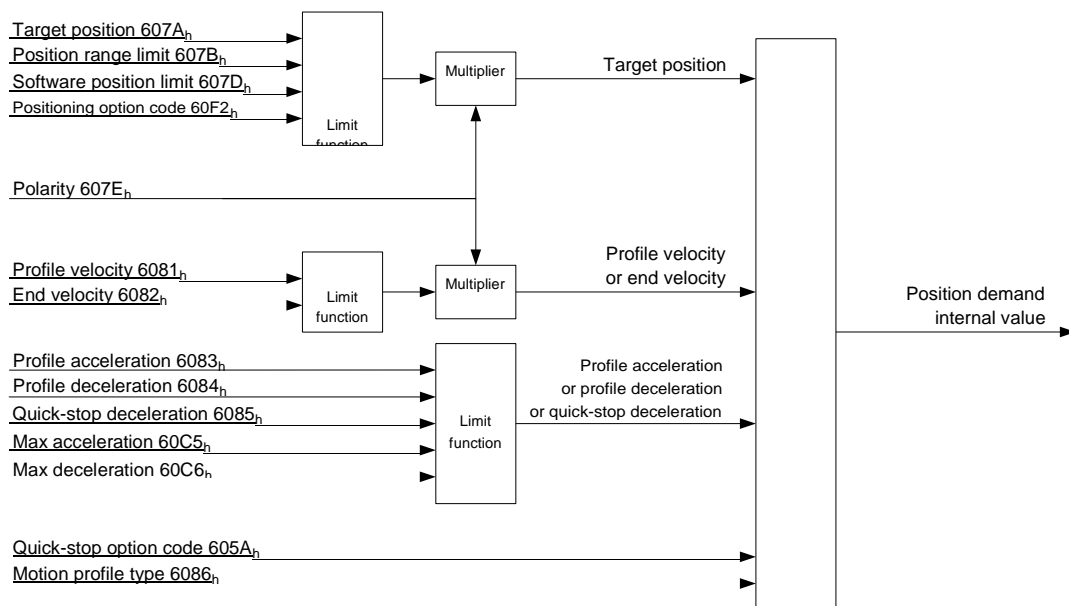 Target position 607Ah
Position range limit 607Bh
Software position limit 607Dh
Positioning option code 60F2h
Limit
function
Multiplier
Target position
Polarity 607Eh
Profile velocity 6081h
End velocity 6082h
Limit
function
Multiplier
Profile velocity
or end velocity
Position demand
internal value
Profile acceleration 6083h
Profile deceleration 6084h
Quick-stop deceleration 6085h
Max acceleration 60C5h
Max deceleration 60C6h
Limit
function
Profile acceleration
or profile deceleration
or quick-stop deceleration
Quick-stop option code 605Ah
Motion profile type 6086h